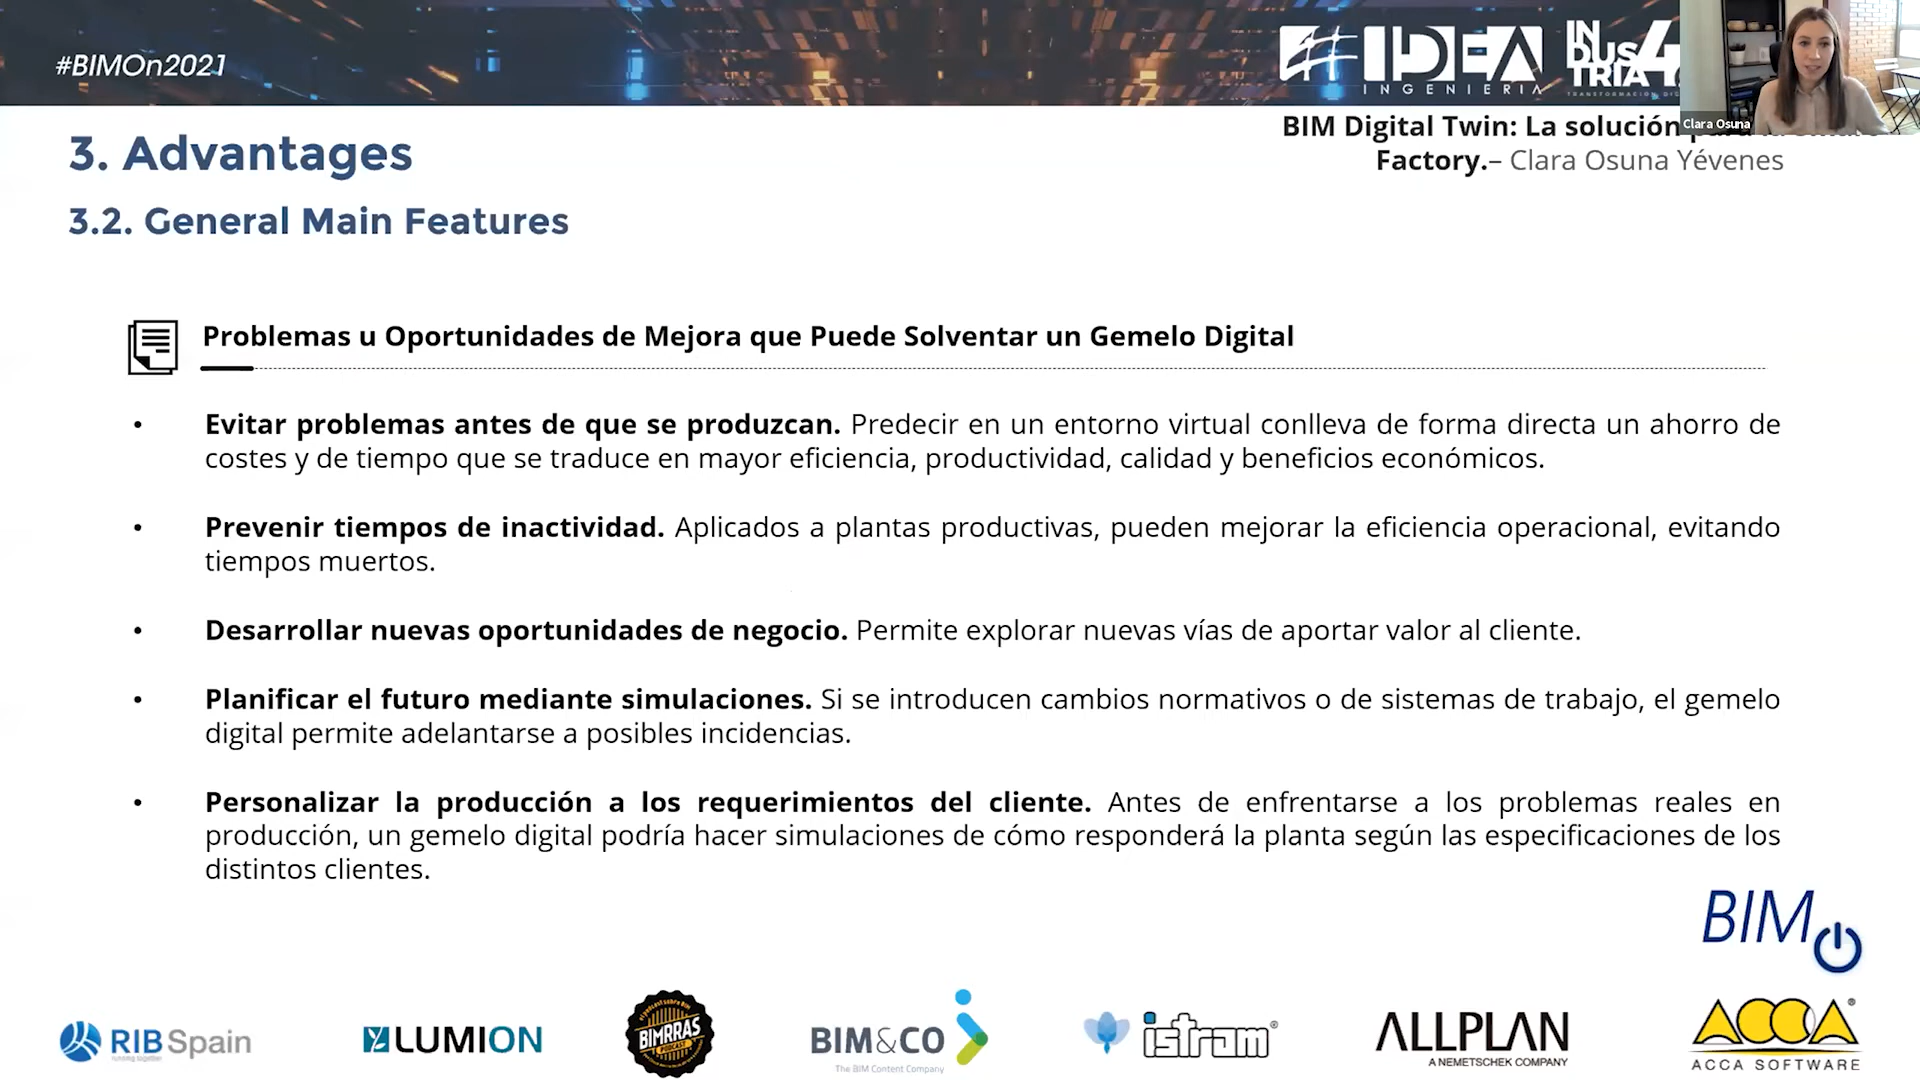 #BIMOn2021
IDEA
INGENIERIA
IN
DUS
TRIA 4
Clara Osuna
BIM Digital Twin: La solución
Factory.– Clara Osuna Yévenes
3. Advantages
3.2. General Main Features
Problemas u Oportunidades de Mejora que Puede Solventar un Gemelo Digital
• Evitar problemas antes de que se produzcan. Predecir en un entorno virtual conlleva de forma directa un ahorro de
costes y de tiempo que se traduce en mayor eficiencia, productividad, calidad y beneficios económicos.
• Prevenir tiempos de inactividad. Aplicados a plantas productivas, pueden mejorar la eficiencia operacional, evitando
tiempos muertos.
• Desarrollar nuevas oportunidades de negocio. Permite explorar nuevas vías de aportar valor al cliente.
• Planificar el futuro mediante simulaciones. Si se introducen cambios normativos o de sistemas de trabajo, el gemelo
digital permite adelantarse a posibles incidencias.
• Personalizar la producción a los requerimientos del cliente. Antes de enfrentarse a los problemas reales en
producción, un gemelo digital podría hacer simulaciones de cómo responderá la planta según las especificaciones de los
distintos clientes.
BIM
RIB Spain
running together
LUMION
BIMRRAS
PODCAST
BIM&CO
The BIM Content Company
istram®
ALLPLAN
A NEMETSCHEK COMPANY
ACCA®
ACCA SOFTWARE